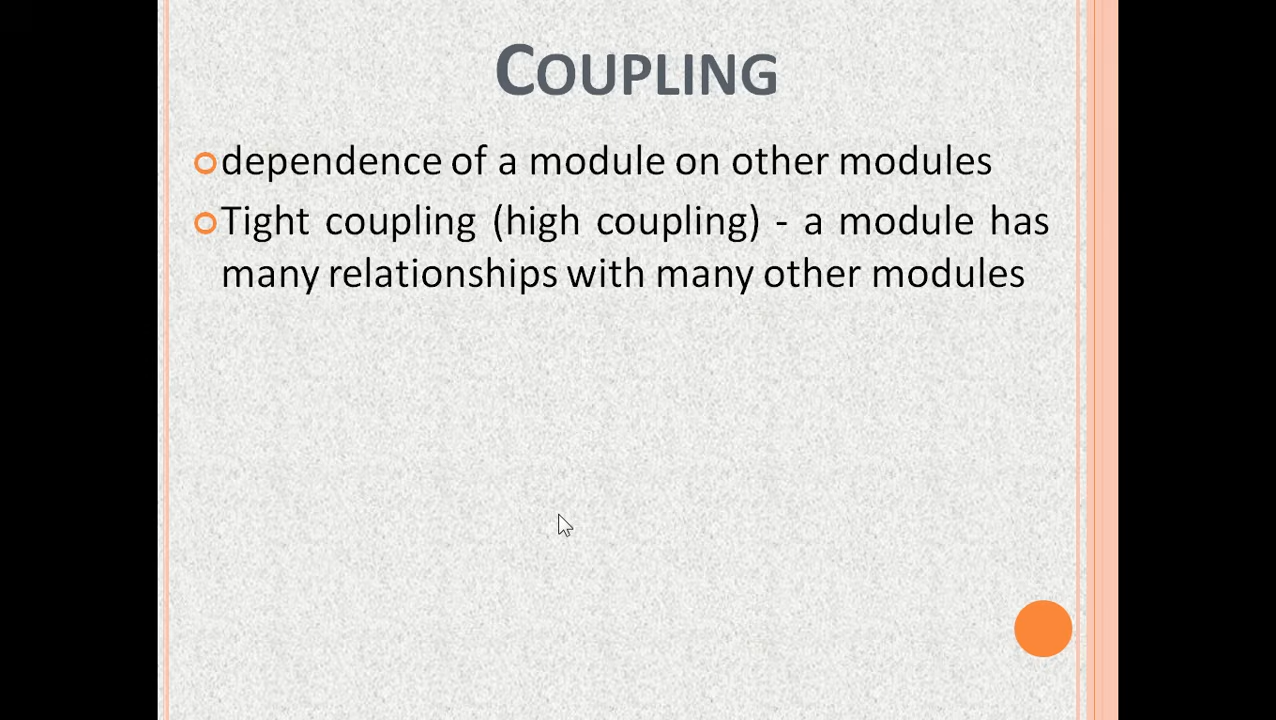 COUPLING
dependence of a module on other modules
Tight coupling (high coupling) - a module has
many relationships with many other modules